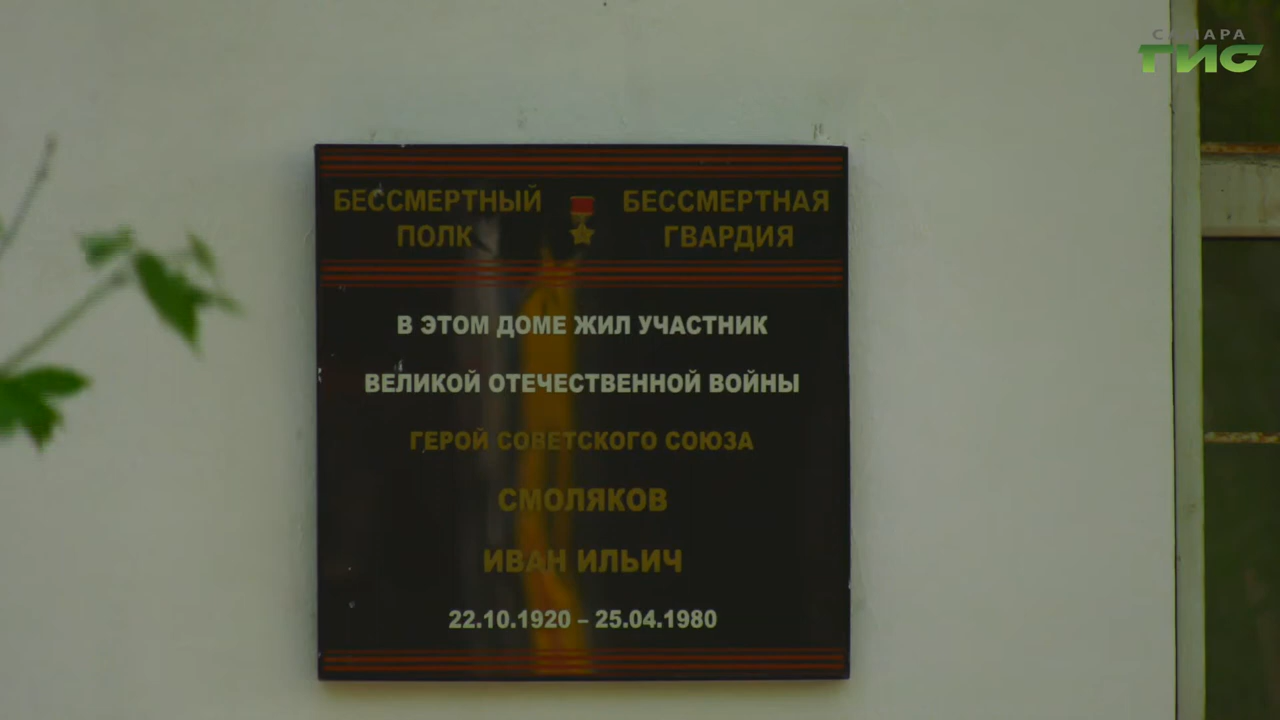 САМАРА
ГИС
БЕССМЕРТНЫЙ
ПОЛК
БЕССМЕРТНАЯ
ГВАРДИЯ
В ЭТОМ ДОМЕ ЖИЛ УЧАСТНИК
ВЕЛИКОЙ ОТЕЧЕСТВЕННОЙ ВОЙНЫ
ГЕРОЙ СОВЕТСКОГО СОЮЗА
СМОЛЯКОВ
ИВАН ИЛЬИЧ
22.10.1920 – 25.04.1980